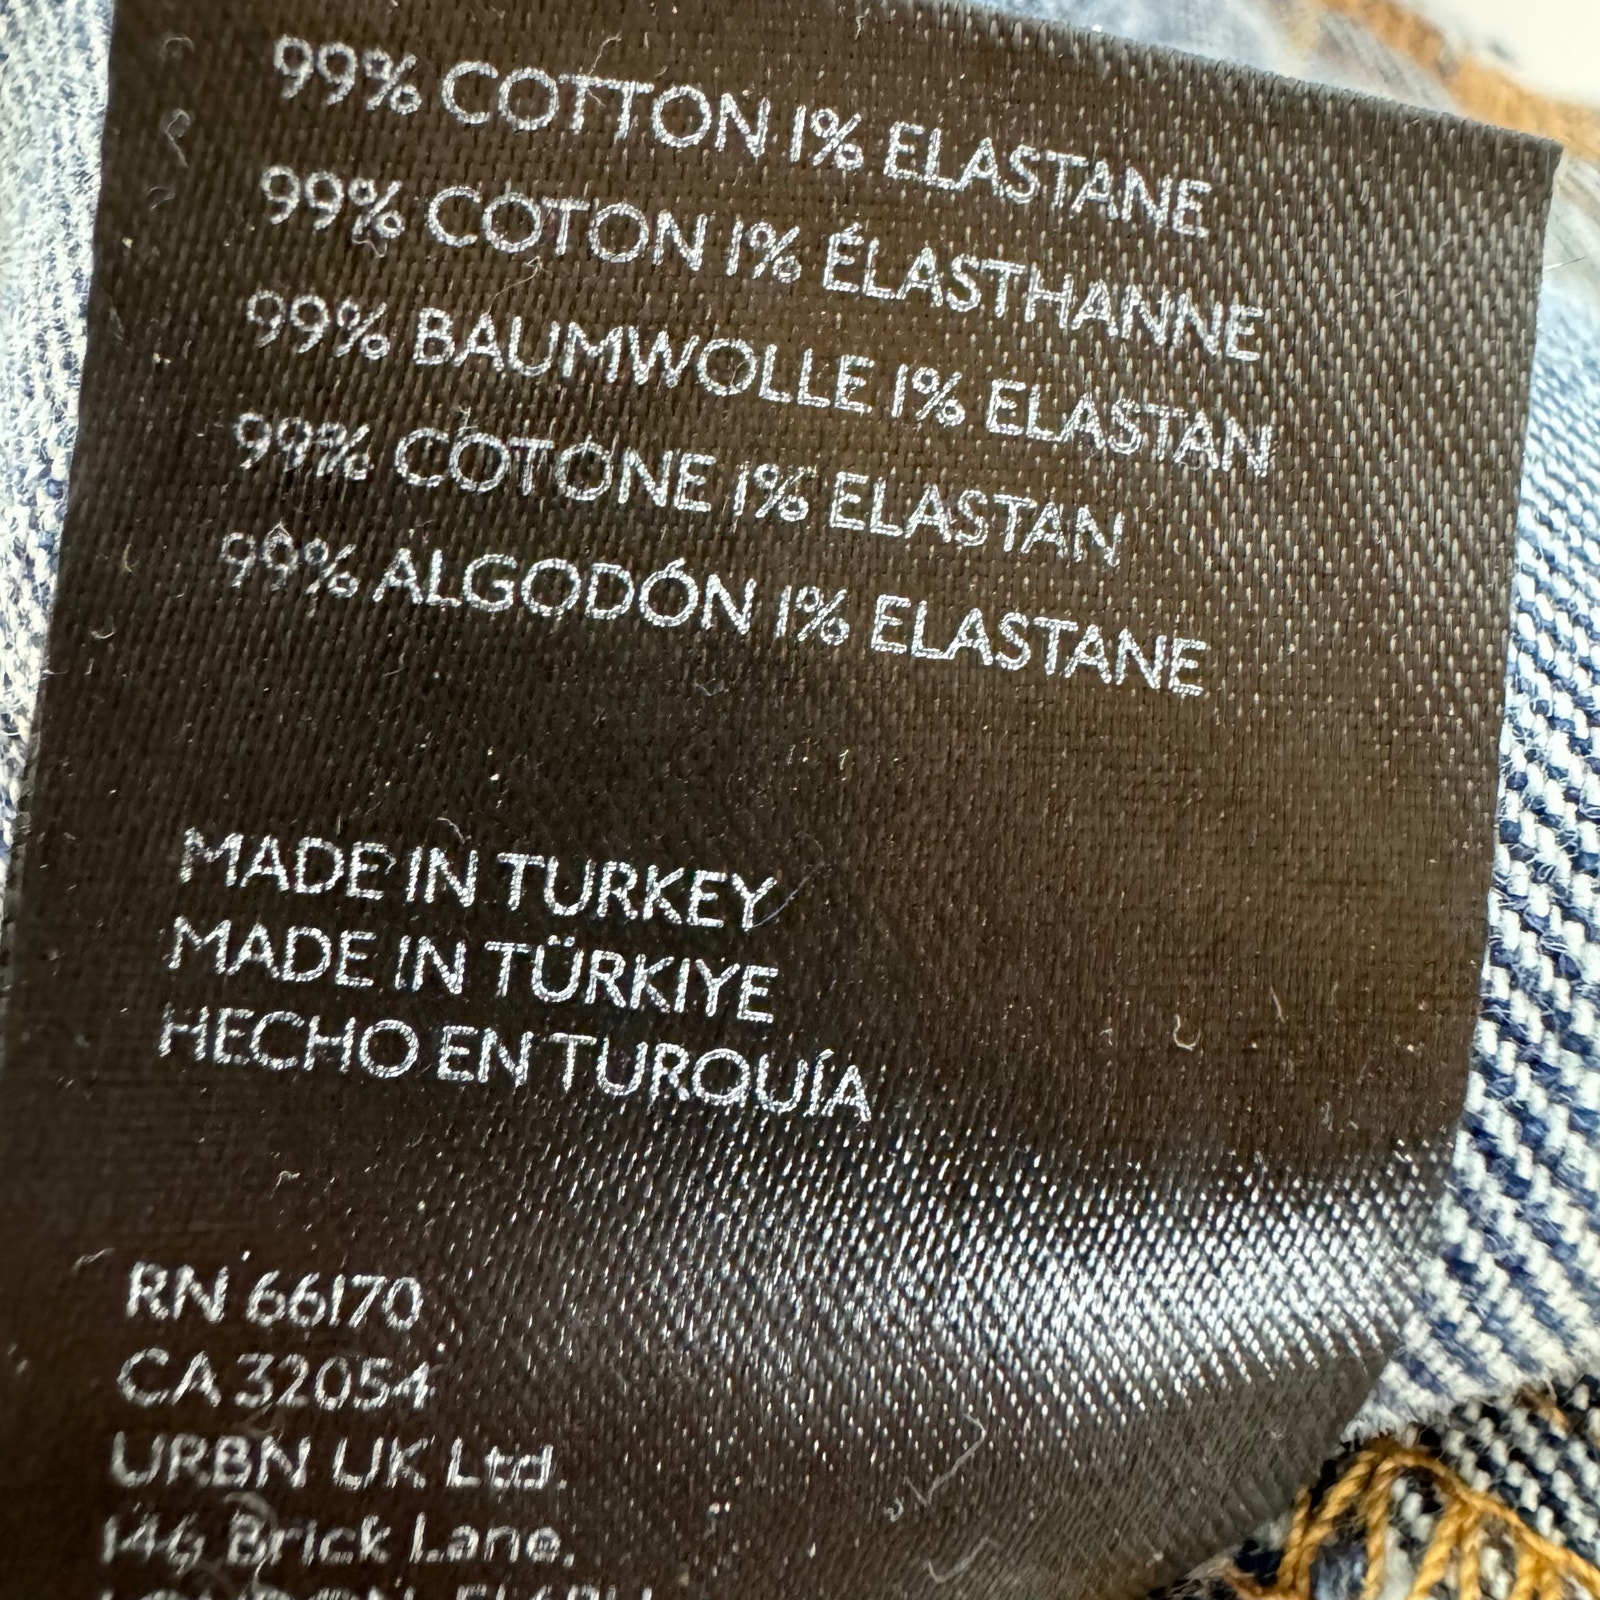 99% COTTON 1% ELASTANE
99% COTON 1% ÉLASTHANNE
99% BAUMWOLLE 1% ELASTAN
99% COTONE 1% ELASTAN
99% ALGODÓN 1% ELASTANE
MADE IN TURKEY
MADE IN TÜRKIYE
HECHO EN TURQUÍA
RN 66170
CA 32054
URBN UK Ltd.
146 Brick Lane,
LONDON,